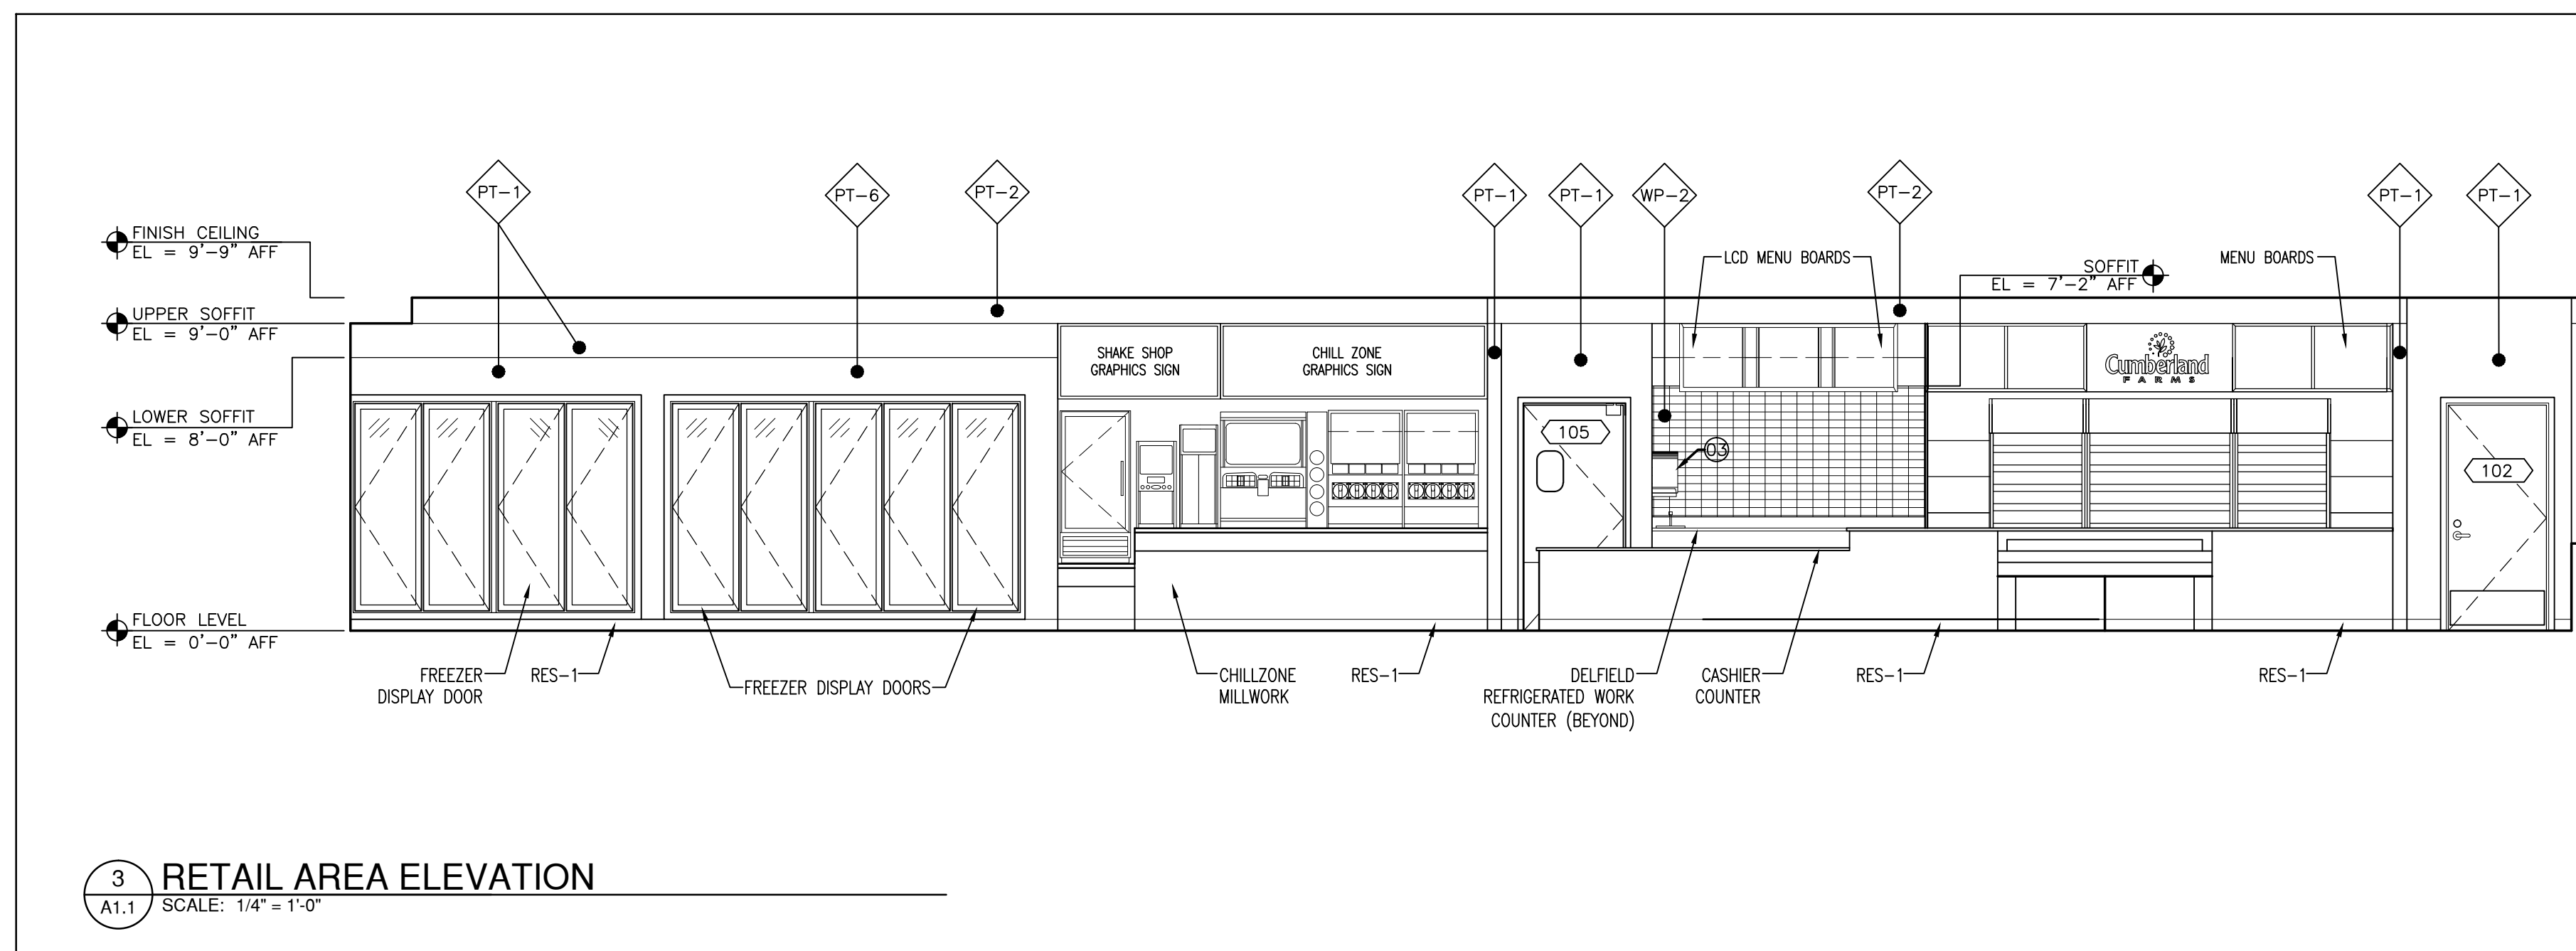 PT-1
PT-6
PT-2
PT-1
PT-1
WP-2
PT-2
PT-1
PT-1
FINISH CEILING
EL = 9'-9" AFF
UPPER SOFFIT
EL = 9'-0" AFF
LOWER SOFFIT
EL = 8'-0" AFF
FLOOR LEVEL
EL = 0'-0" AFF
LCD MENU BOARDS
SOFFIT
EL = 7'-2" AFF
MENU BOARDS
SHAKE SHOP
GRAPHICS SIGN
CHILL ZONE
GRAPHICS SIGN
Cumberland
FARMS
105
03
102
FREEZER
DISPLAY DOOR
RES-1
FREEZER DISPLAY DOORS
CHILLZONE
MILLWORK
RES-1
DELFIELD
REFRIGERATED WORK
COUNTER (BEYOND)
CASHIER
COUNTER
RES-1
RES-1
3
A1.1
RETAIL AREA ELEVATION
SCALE: 1/4" = 1'-0"